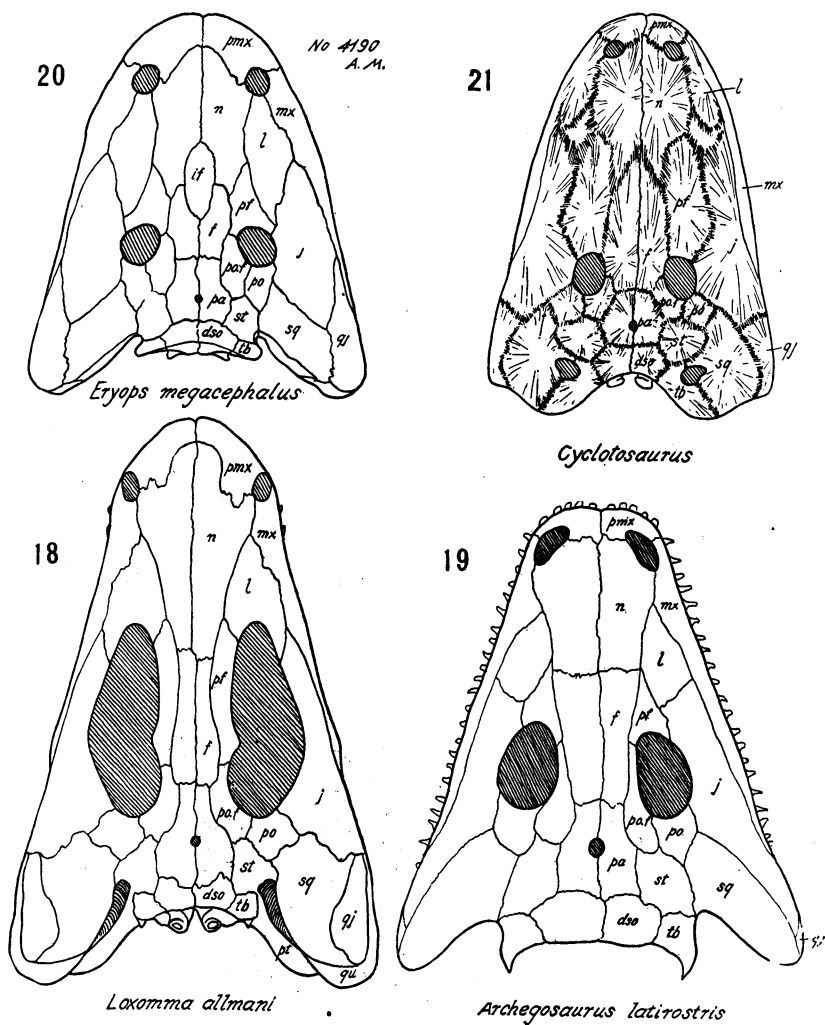 20
pmx
No 4190
A.M.
n
mx
l
if
pf
f
j
po.f
po
pa
st
dso
tb
sq
qj
Eryops megacephalus
21
pmx
l
n
mx
pf
j
f
po.f
po
pa
st
dso
sq
qj
tb
Cyclotosaurus
18
pmx
n
mx
l
pf
f
j
po.f
po
st
sq
dso
tb
qj
pt
qu
Loxomma allmani
19
pmx
n
mx
l
f
pf
j
po.f
po
pa
st
sq
dso
tb
Archegosaurus latirostris